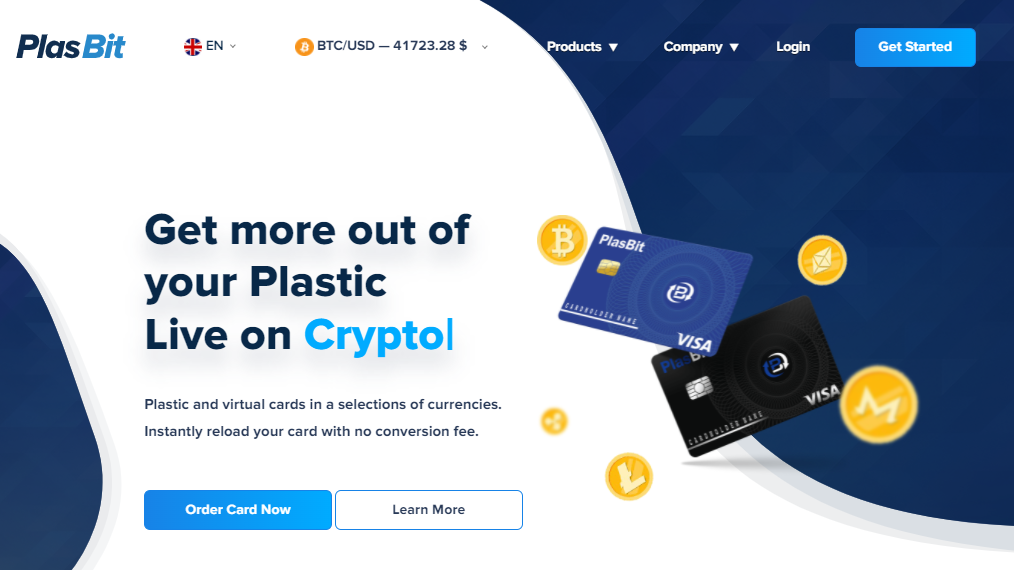 PlasBit
EN
BTC/USD — 41723.28 $
Products
Company
Login
Get Started
Get more out of
your Plastic
Live on Crypto
Plastic and virtual cards in a selections of currencies.
Instantly reload your card with no conversion fee.
Order Card Now
Learn More
PlasBit
CARDHOLDER NAME
VISA
PlasBit
CARDHOLDER NAME
VISA